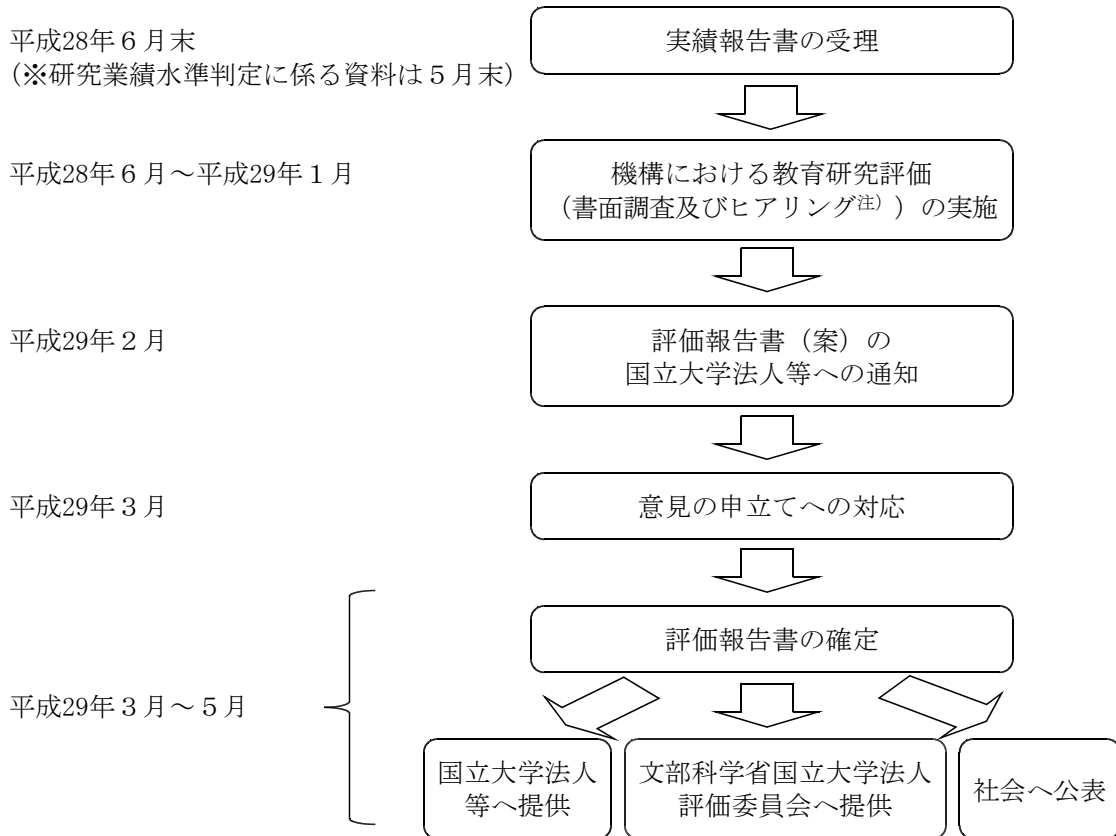 平成28年６月末
実績報告書の受理
（※研究業績水準判定に係る資料は５月末）
平成28年６月～平成29年１月
機構における教育研究評価
（書面調査及びヒアリング注））の実施
平成29年２月
評価報告書（案）の
国立大学法人等への通知
平成29年３月
意見の申立てへの対応
評価報告書の確定
平成29年３月～５月
国立大学法人
等へ提供
文部科学省国立大学法人
評価委員会へ提供
社会へ公表